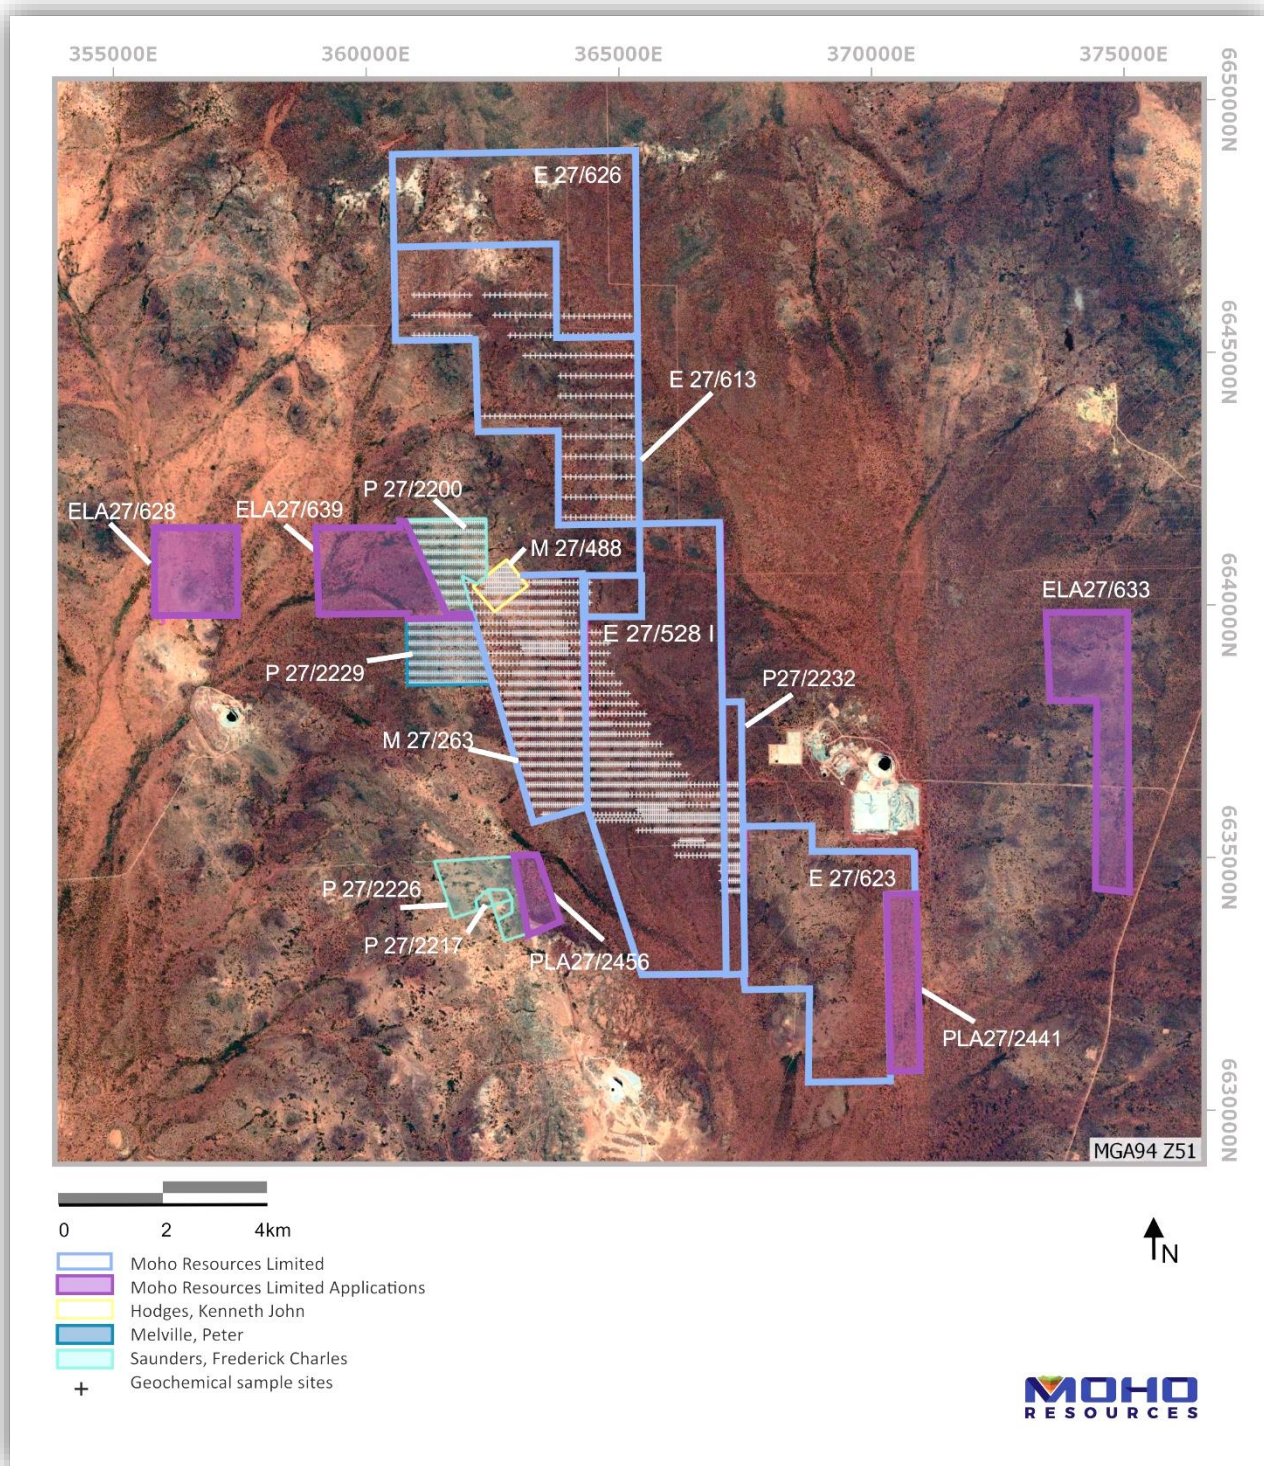 355000E 360000E 365000E 370000E 375000E
6650000N
E 27/626
6645000N
E 27/613
P 27/2200
ELA27/628
ELA27/639
M 27/488
6640000N
ELA27/633
E 27/528 I
P 27/2229
P27/2232
M 27/263
6635000N
P 27/2226
E 27/623
P 27/2217
PLA27/2456
PLA27/2441
6630000N
MGA94 Z51
0 2 4km
N
Moho Resources Limited
Moho Resources Limited Applications
Hodges, Kenneth John
Melville, Peter
Saunders, Frederick Charles
Geochemical sample sites
MOHO
RESOURCES